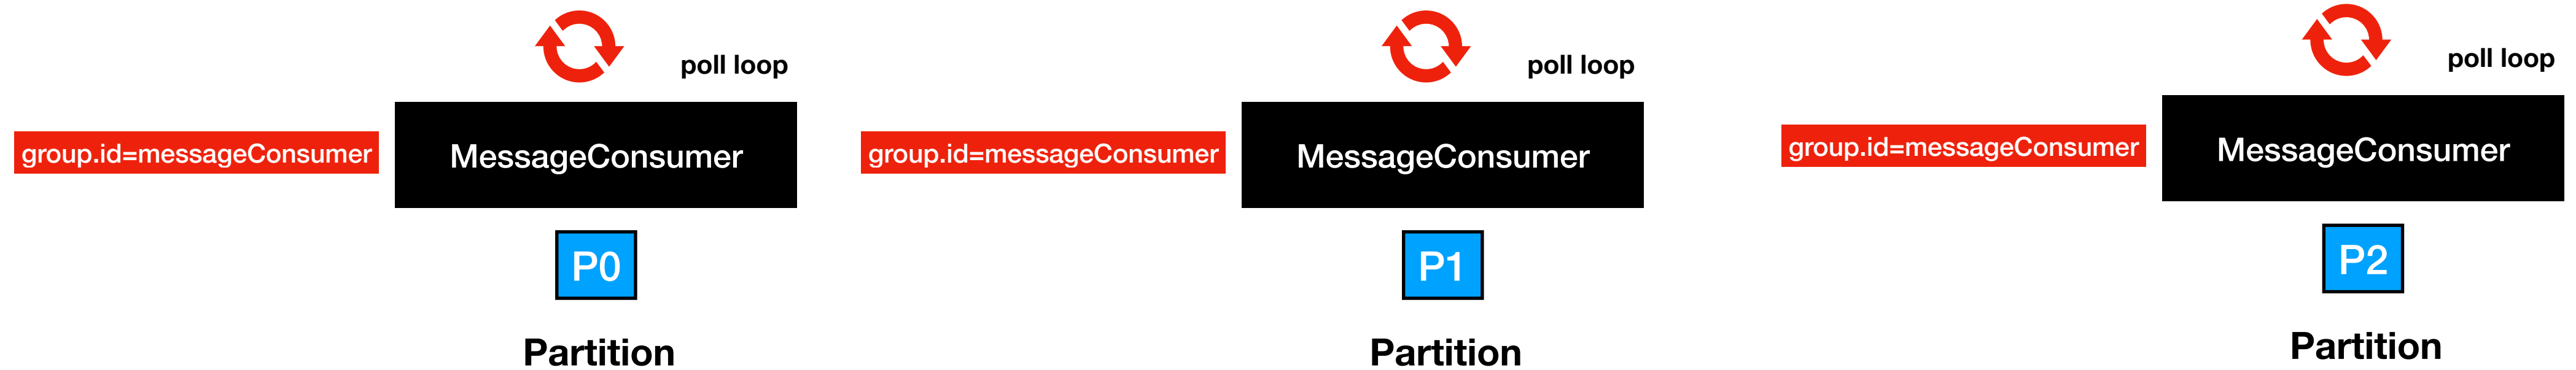 poll loop
group.id=messageConsumer
MessageConsumer
P0
Partition
poll loop
group.id=messageConsumer
MessageConsumer
P1
Partition
poll loop
group.id=messageConsumer
MessageConsumer
P2
Partition